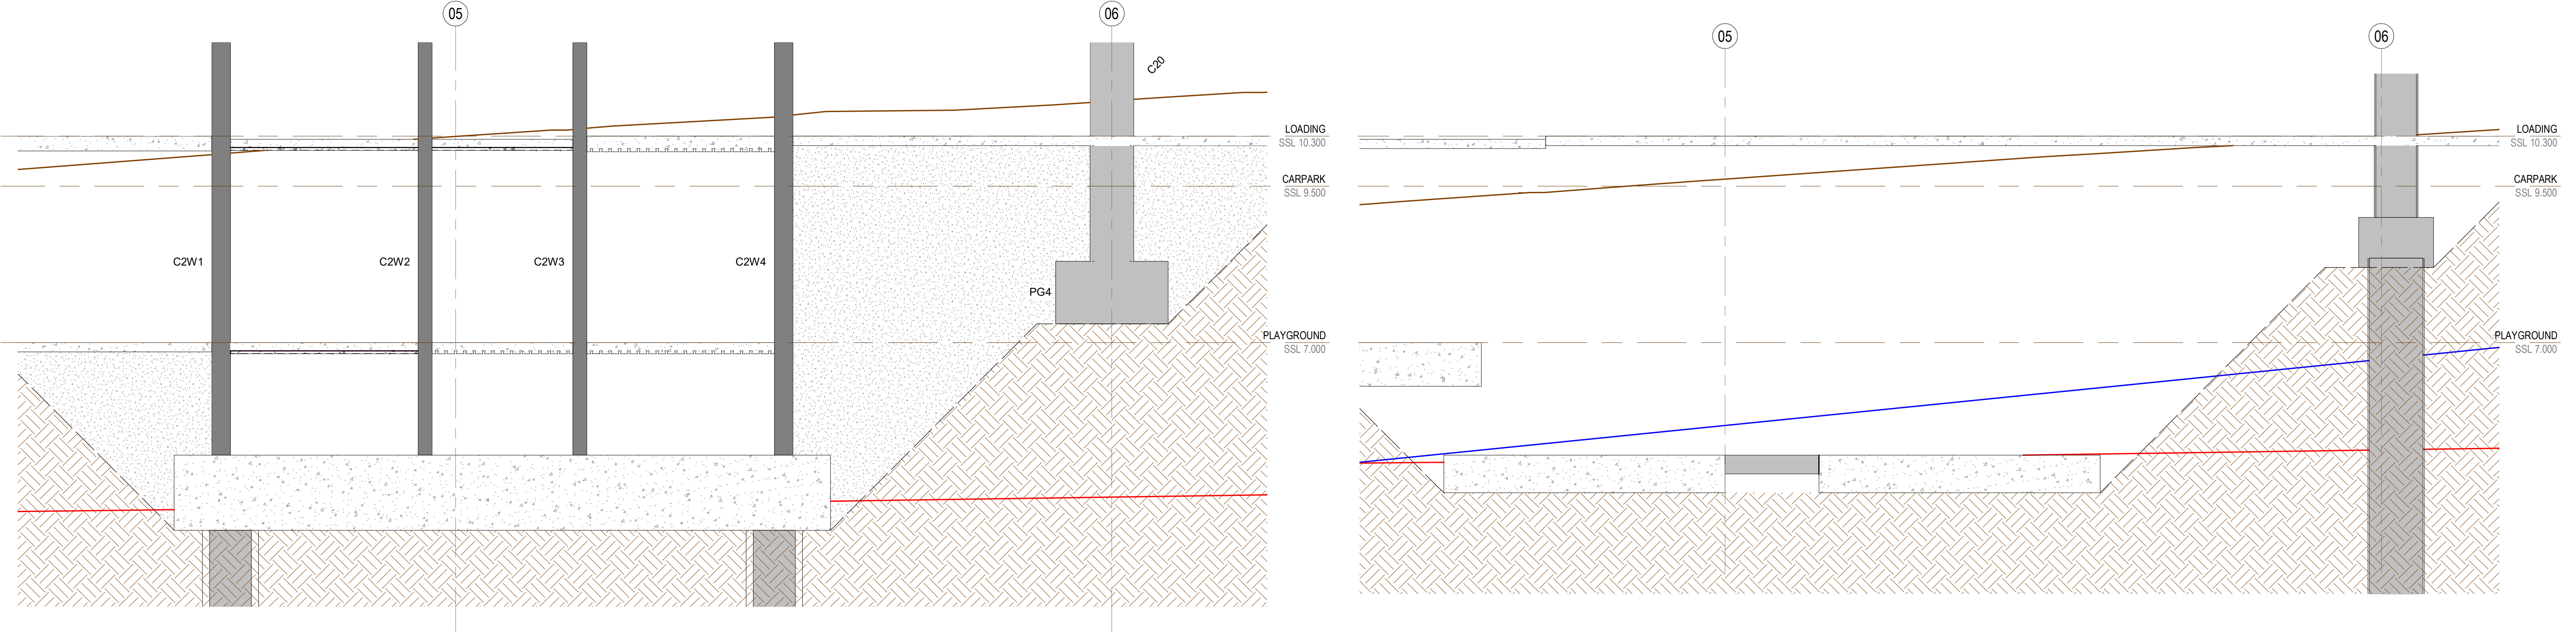 05
06
C20
LOADING
SSL 10.300
CARPARK
SSL 9.500
C2W1
C2W2
C2W3
C2W4
PG4
PLAYGROUND
SSL 7.000
05
06
LOADING
SSL 10.300
CARPARK
SSL 9.500
PLAYGROUND
SSL 7.000